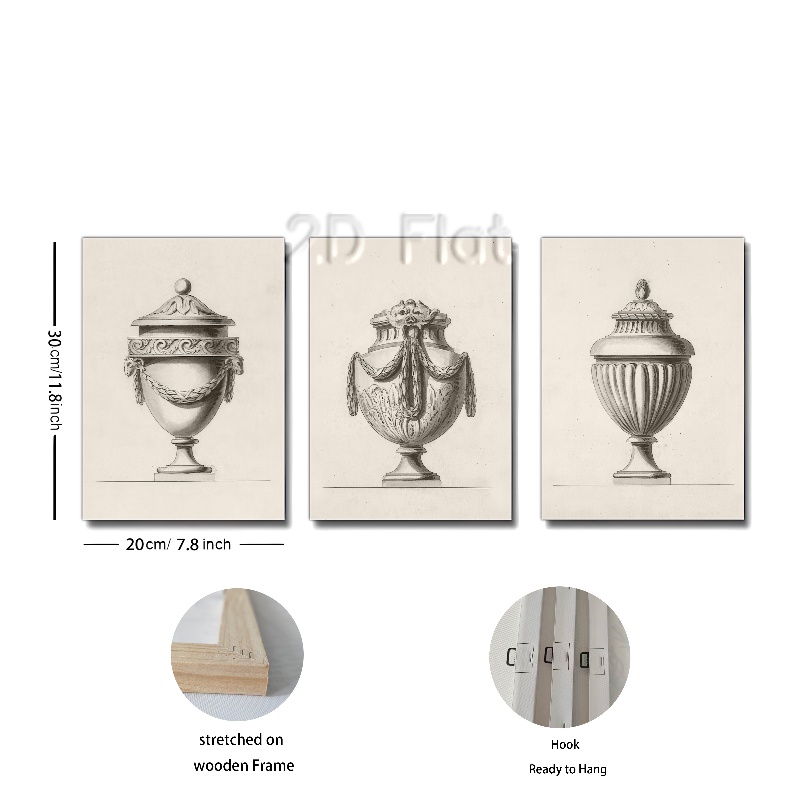 2D Flat
30cm/11.8inch
20cm/ 7.8 inch
stretched on
wooden Frame
Hook
Ready to Hang